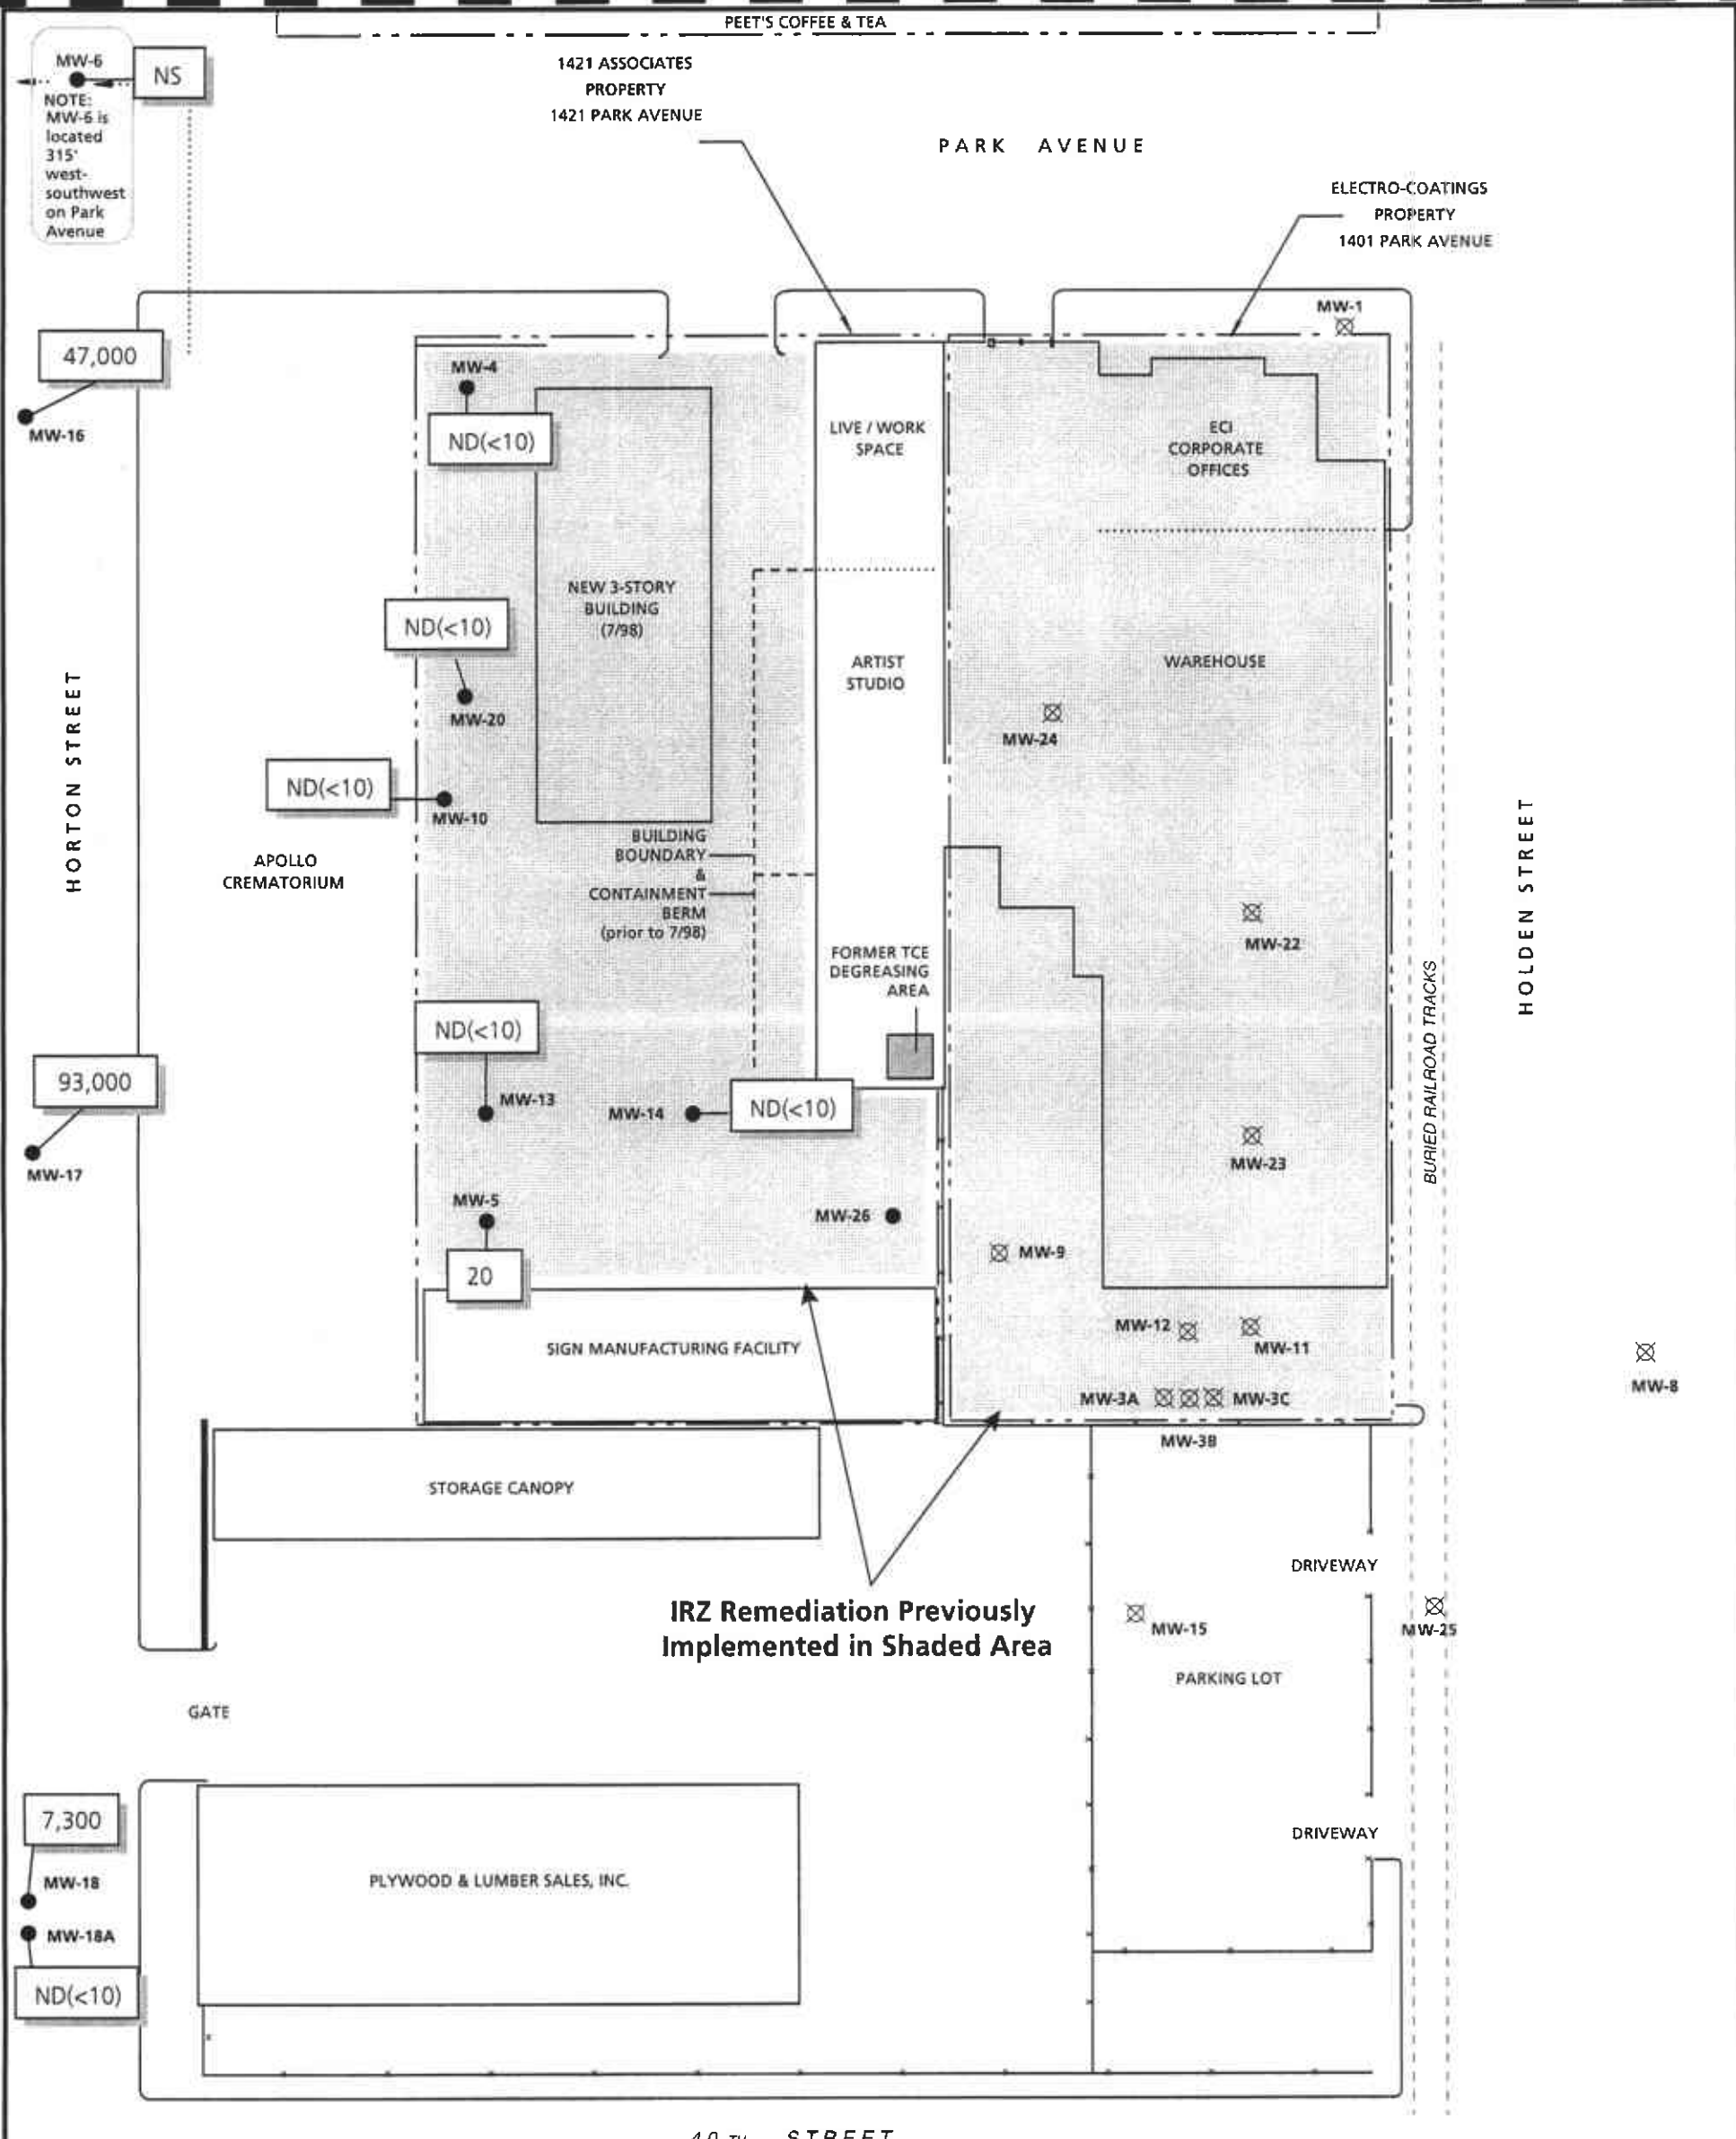 PEET'S COFFEE & TEA
MW-6
NS
NOTE:
MW-6 is
located
315'
west-
southwest
on Park
Avenue
1421 ASSOCIATES
PROPERTY
1421 PARK AVENUE
PARK AVENUE
ELECTRO-COATINGS
PROPERTY
1401 PARK AVENUE
MW-1
47,000
MW-16
MW-4
ND(<10)
LIVE / WORK
SPACE
ECI
CORPORATE
OFFICES
NEW 3-STORY
BUILDING
(7/98)
ND(<10)
MW-20
ARTIST
STUDIO
WAREHOUSE
MW-24
HORTON STREET
ND(<10)
MW-10
APOLLO
CREMATORIUM
BUILDING
BOUNDARY
&
CONTAINMENT
BERM
(prior to 7/98)
MW-22
HOLDEN STREET
BURIED RAILROAD TRACKS
FORMER TCE
DEGREASING
AREA
ND(<10)
MW-13
MW-14
ND(<10)
93,000
MW-17
MW-23
MW-5
20
MW-26
MW-9
MW-12
MW-11
SIGN MANUFACTURING FACILITY
MW-3A
MW-3C
MW-3B
MW-8
STORAGE CANOPY
DRIVEWAY
IRZ Remediation Previously
Implemented in Shaded Area
MW-15
MW-25
PARKING LOT
GATE
7,300
MW-18
MW-18A
ND(<10)
PLYWOOD & LUMBER SALES, INC.
DRIVEWAY
40 TH STREET